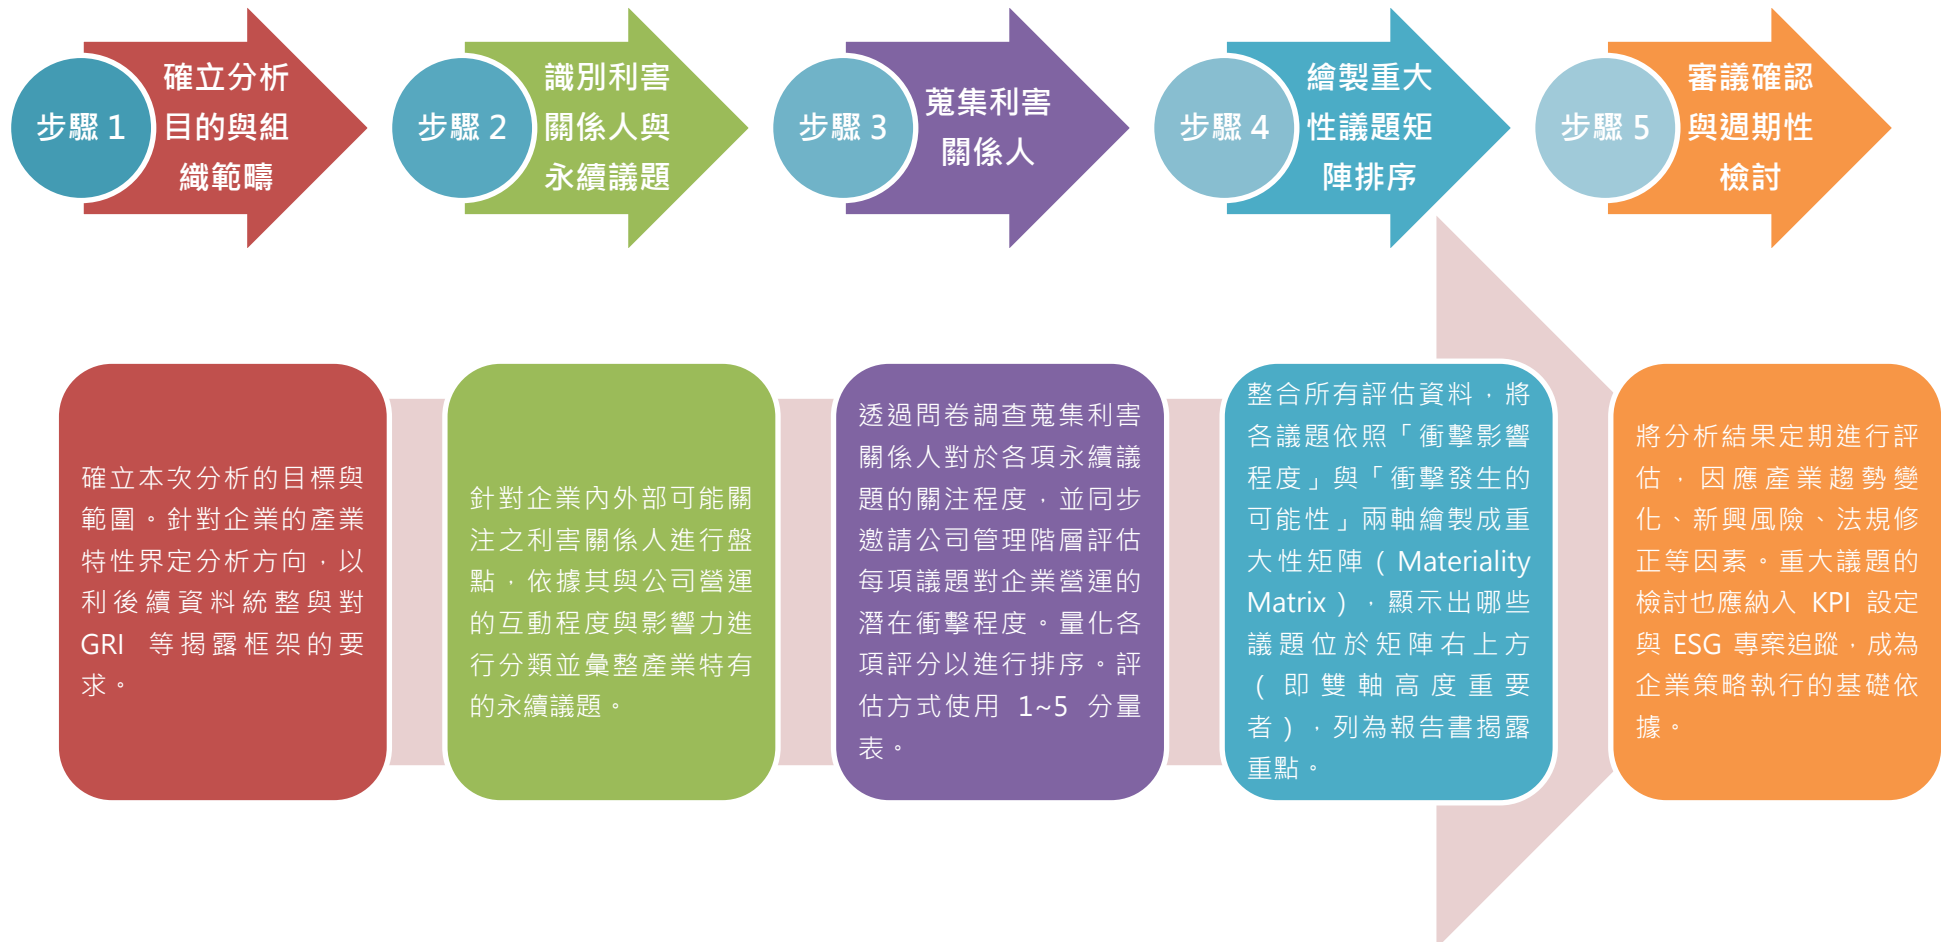 步驟 1
確立分析
目的與組
織範疇
步驟 2
識別利害
關係人與
永續議題
步驟 3
蒐集利害
關係人
步驟 4
繪製重大
性議題矩
陣排序
步驟 5
審議確認
與週期性
檢討
確立本次分析的目標與
範圍。針對企業的產業
特性界定分析方向，以
利後續資料統整與對
GRI 等揭露框架的要
求。
針對企業內外部可能關
注之利害關係人進行盤
點，依據其與公司營運
的互動程度與影響力進
行分類並彙整產業特有
的永續議題。
透過問卷調查蒐集利害
關係人對於各項永續議
題的關注程度，並同步
邀請公司管理階層評估
每項議題對企業營運的
潛在衝擊程度。量化各
項評分以進行排序。評
估方式使用 1~5 分量
表。
整合所有評估資料，將
各議題依照「衝擊影響
程度」與「衝擊發生的
可能性」兩軸繪製成重
大性矩陣（Materiality
Matrix），顯示出哪些
議題位於矩陣右上方
（即雙軸高度重要
者），列為報告書揭露
重點。
將分析結果定期進行評
估，因應產業趨勢變
化、新興風險、法規修
正等因素。重大議題的
檢討也應納入 KPI 設定
與 ESG 專案追蹤，成為
企業策略執行的基礎依
據。